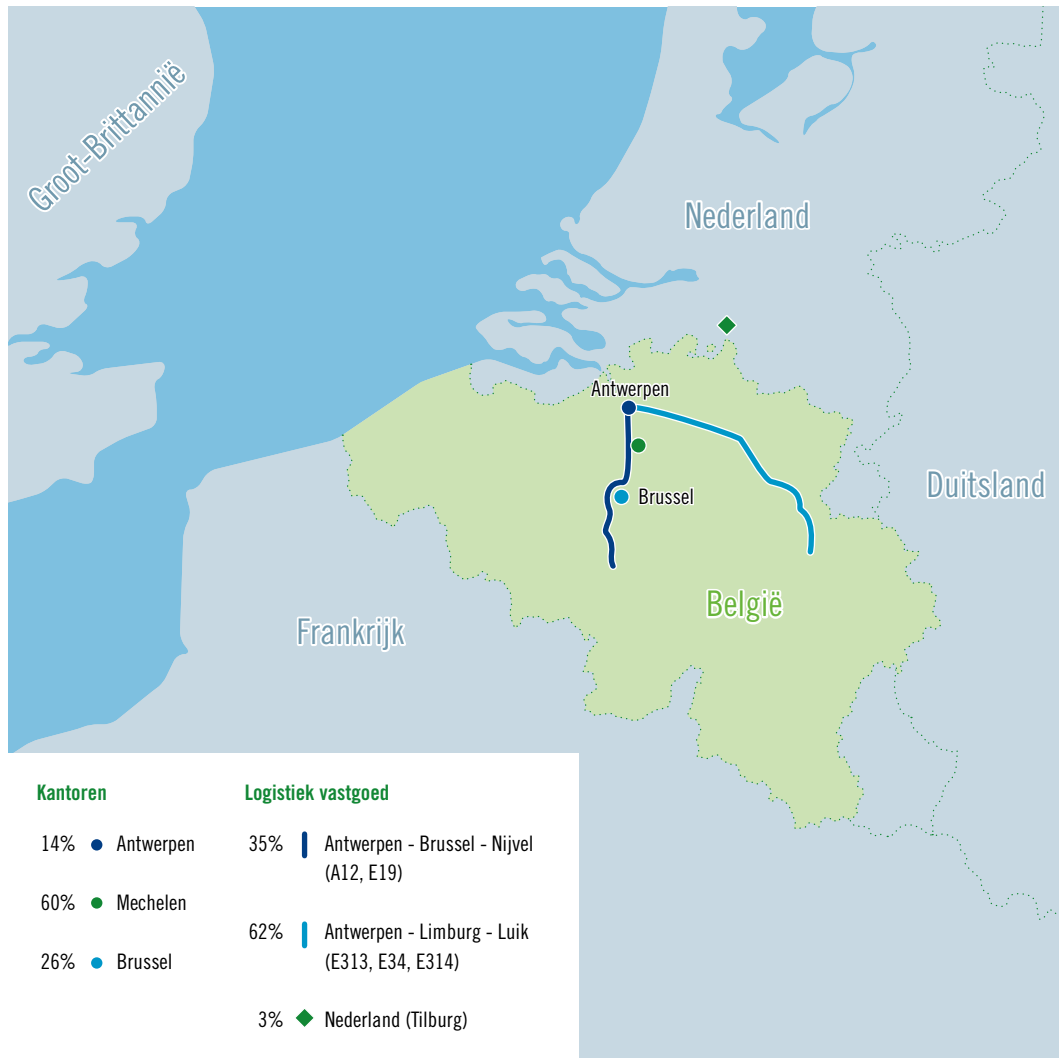 Groot-Brittannië
Nederland
Antwerpen
Duitsland
Brussel
België
Frankrijk
Kantoren
14% Antwerpen
60% Mechelen
26% Brussel
Logistiek vastgoed
35% Antwerpen - Brussel - Nijvel
(A12, E19)
62% Antwerpen - Limburg - Luik
(E313, E34, E314)
3% Nederland (Tilburg)